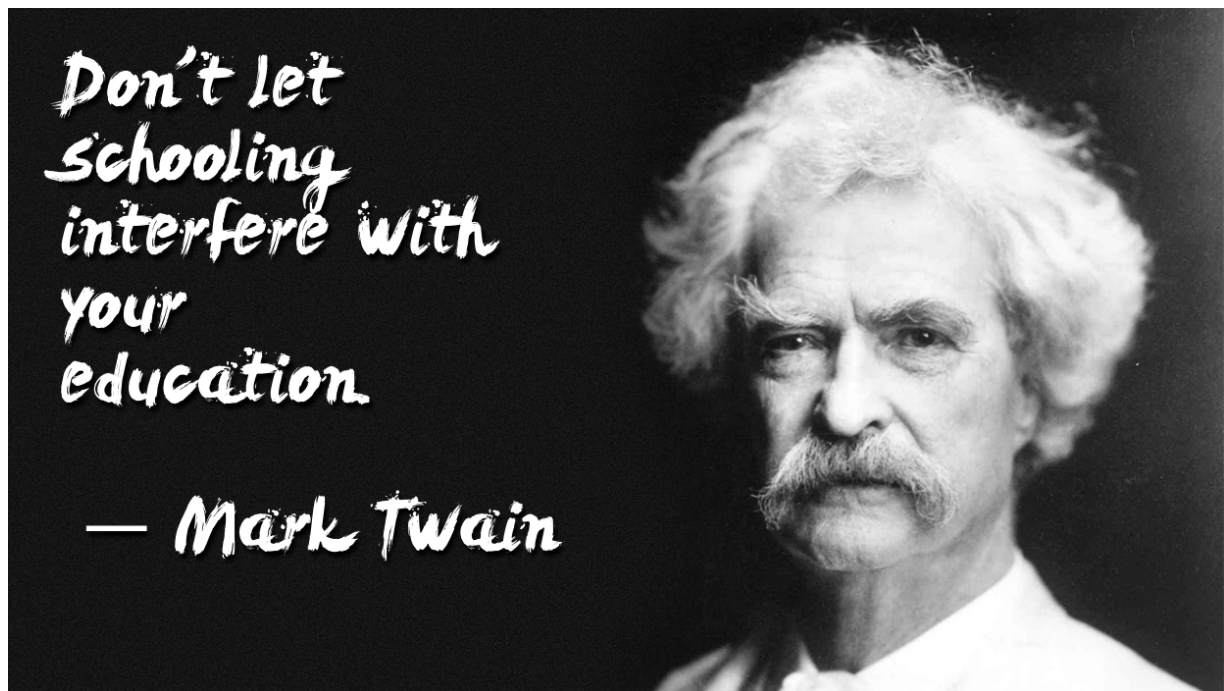 Don't let
schooling
interfere with
your
education.
— Mark Twain